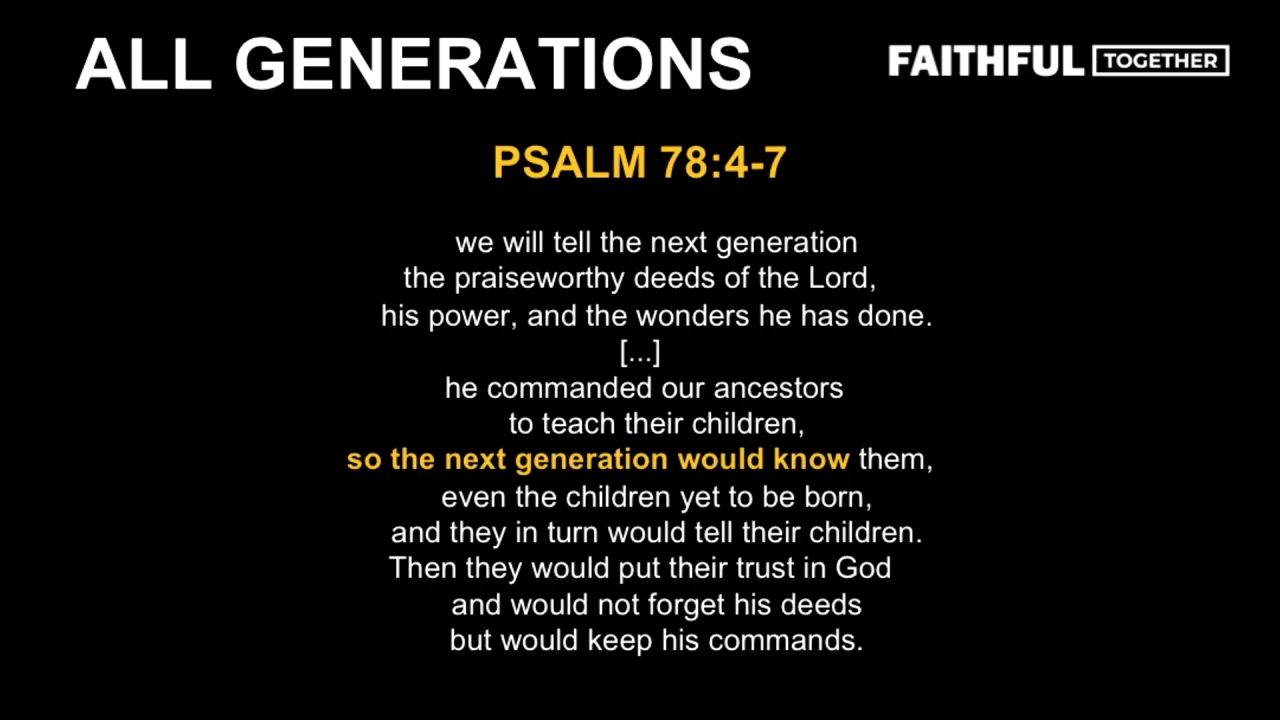 ALL GENERATIONS
FAITHFUL TOGETHER
PSALM 78:4-7
we will tell the next generation
the praiseworthy deeds of the Lord,
his power, and the wonders he has done.
[...]
he commanded our ancestors
to teach their children,
so the next generation would know them,
even the children yet to be born,
and they in turn would tell their children.
Then they would put their trust in God
and would not forget his deeds
but would keep his commands.